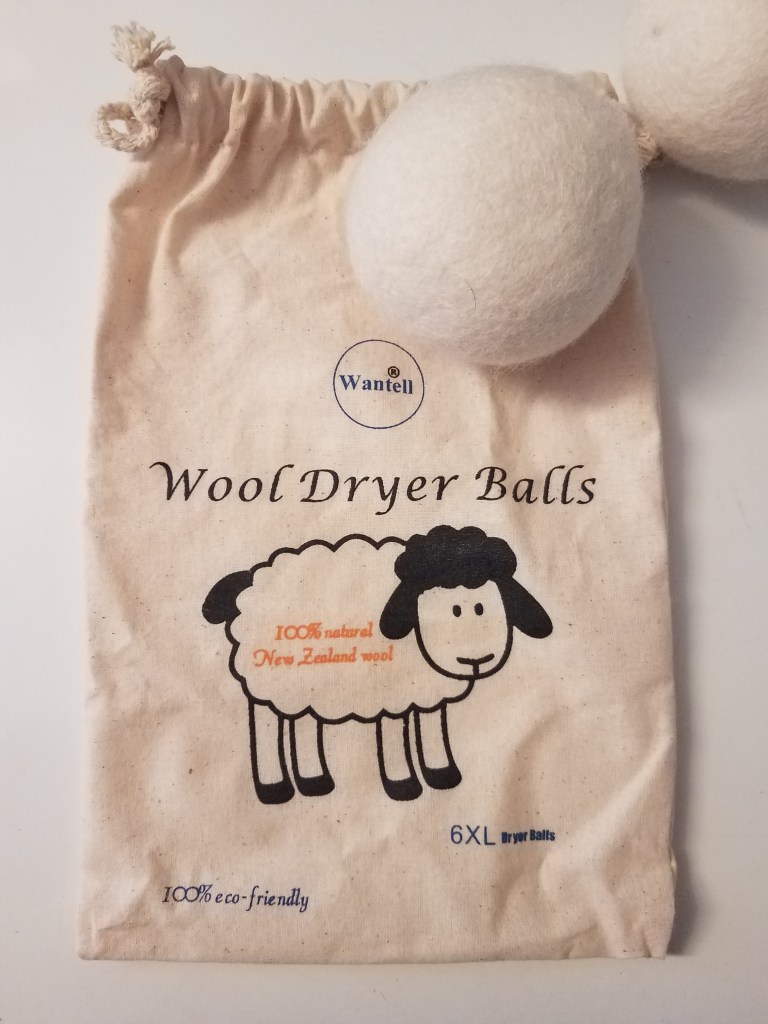 Wantell®
Wool Dryer Balls
100% natural
New Zealand wool
6XL Dryer Balls
100% eco-friendly